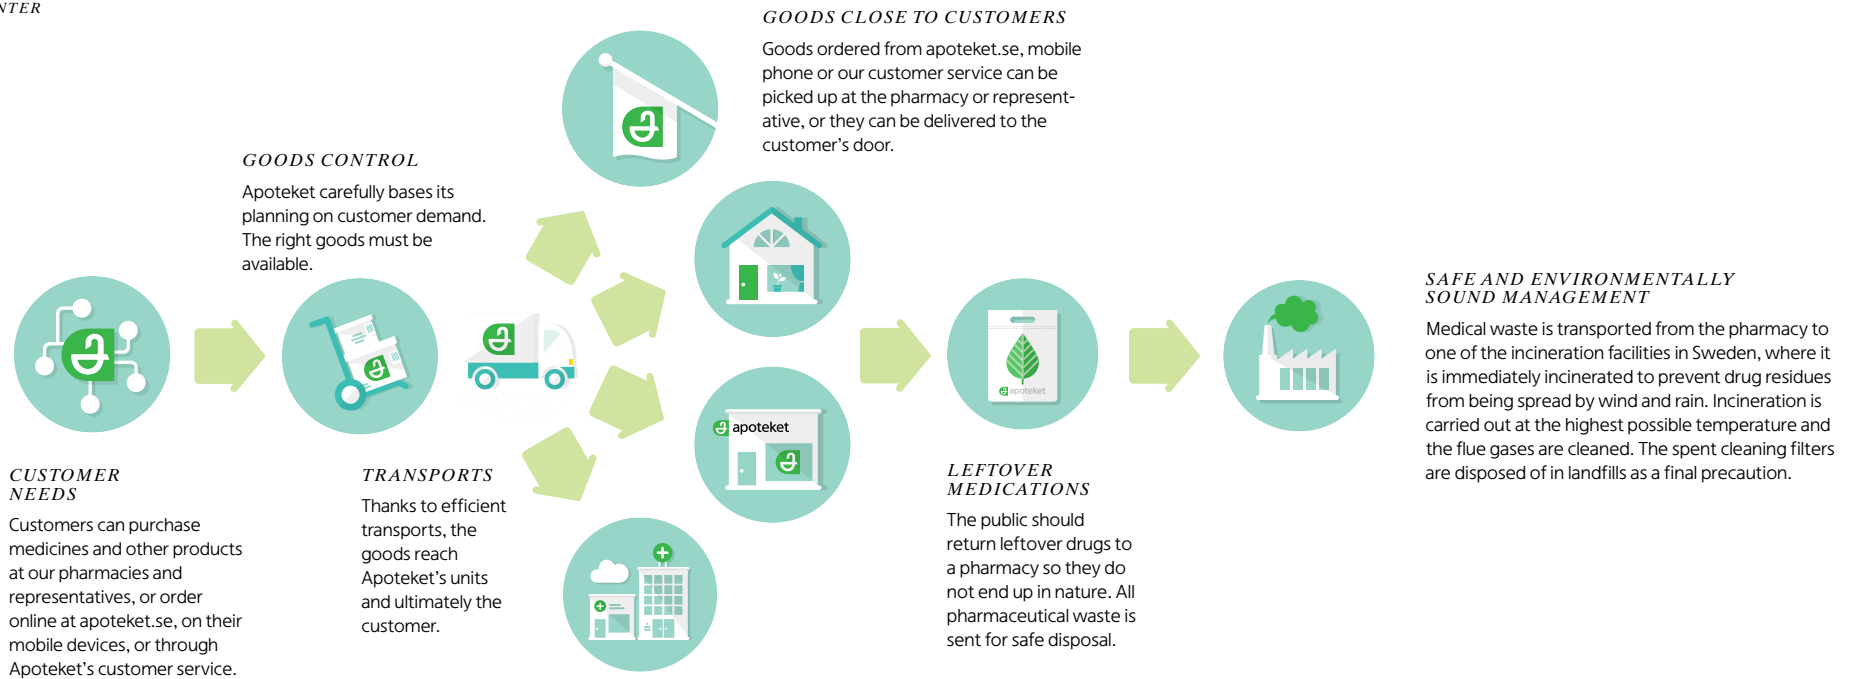 NTER
GOODS CLOSE TO CUSTOMERS
Goods ordered from apoteket.se, mobile
phone or our customer service can be
picked up at the pharmacy or represent-
ative, or they can be delivered to the
customer's door.
GOODS CONTROL
Apoteket carefully bases its
planning on customer demand.
The right goods must be
available.
CUSTOMER
NEEDS
Customers can purchase
medicines and other products
at our pharmacies and
representatives, or order
online at apoteket.se, on their
mobile devices, or through
Apoteket's customer service.
TRANSPORTS
Thanks to efficient
transports, the
goods reach
Apoteket's units
and ultimately the
customer.
apoteket
apoteket
LEFTOVER
MEDICATIONS
The public should
return leftover drugs to
a pharmacy so they do
not end up in nature. All
pharmaceutical waste is
sent for safe disposal.
SAFE AND ENVIRONMENTALLY
SOUND MANAGEMENT
Medical waste is transported from the pharmacy to
one of the incineration facilities in Sweden, where it
is immediately incinerated to prevent drug residues
from being spread by wind and rain. Incineration is
carried out at the highest possible temperature and
the flue gases are cleaned. The spent cleaning filters
are disposed of in landfills as a final precaution.